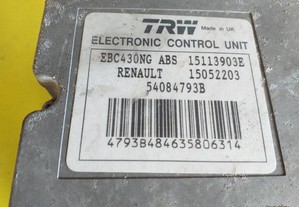 TRW Made in UK
ELECTRONIC CONTROL UNIT
EBC430NG ABS 15113903E
RENAULT 15052203
54084793B
4793B484635806314